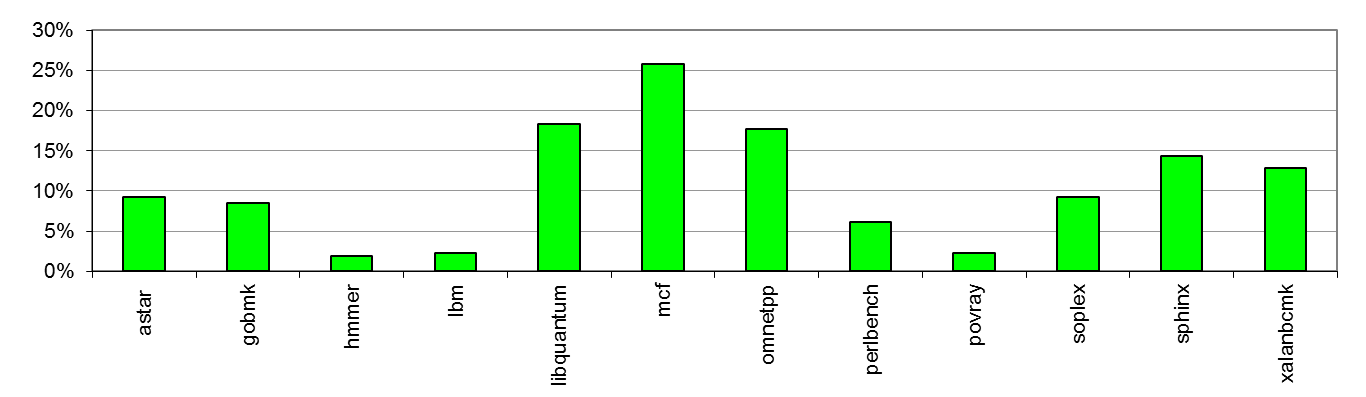 30%
25%
20%
15%
10%
5%
0%
astar
gobmk
hmmer
lbm
libquantum
mcf
omnetpp
perlbench
povray
soplex
sphinx
xalanbcmk